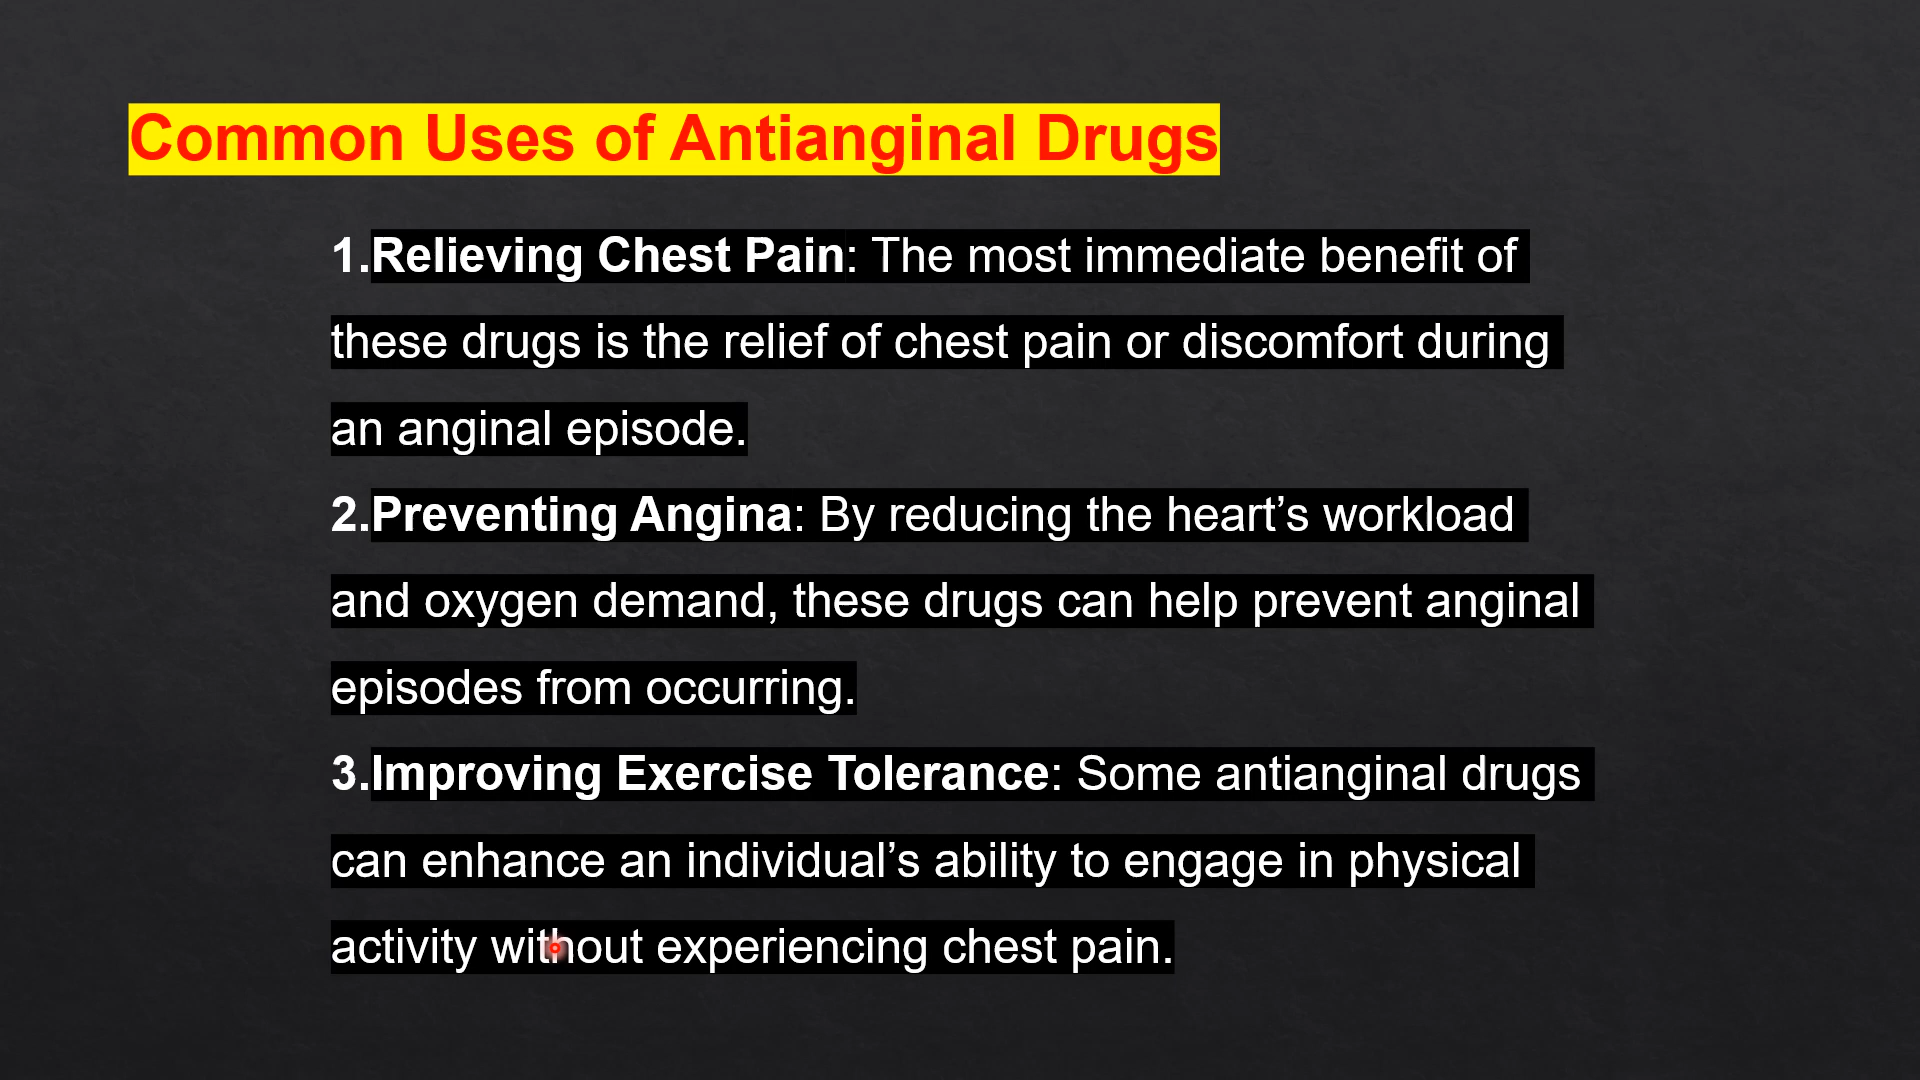 Common Uses of Antianginal Drugs
1.Relieving Chest Pain: The most immediate benefit of
these drugs is the relief of chest pain or discomfort during
an anginal episode.
2.Preventing Angina: By reducing the heart’s workload
and oxygen demand, these drugs can help prevent anginal
episodes from occurring.
3.Improving Exercise Tolerance: Some antianginal drugs
can enhance an individual’s ability to engage in physical
activity without experiencing chest pain.